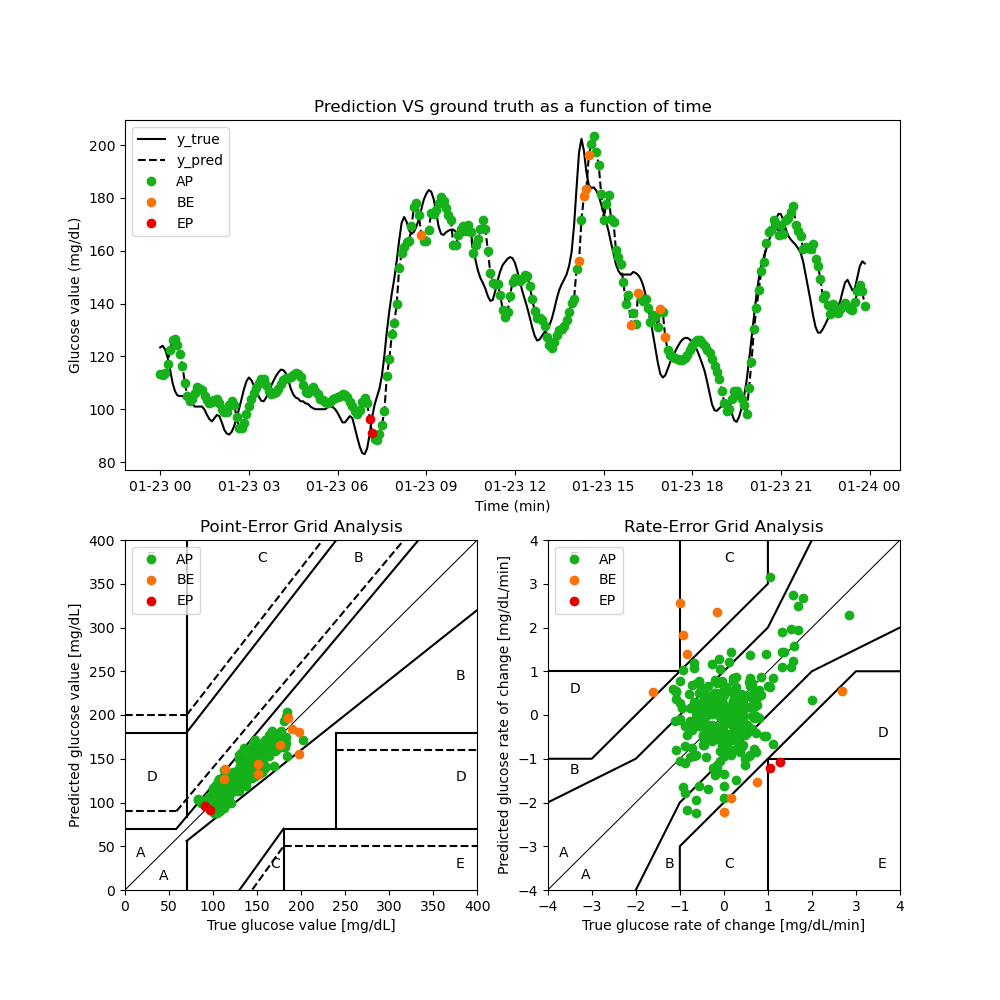 Prediction VS ground truth as a function of time
Glucose value (mg/dL)
200
180
160
140
120
100
80
y_true
y_pred
AP
BE
EP
01-23 00 01-23 03 01-23 06 01-23 09 01-23 12 01-23 15 01-23 18 01-23 21 01-24 00
Time (min)
Point-Error Grid Analysis
Predicted glucose value [mg/dL]
400
350
300
250
200
150
100
50
0
AP
BE
EP
C
B
B
D
D
A
A
C
E
0 50 100 150 200 250 300 350 400
True glucose value [mg/dL]
Rate-Error Grid Analysis
Predicted glucose rate of change [mg/dL/min]
4
3
2
1
0
−1
−2
−3
−4
AP
BE
EP
C
D
D
B
A
A
B
C
E
−4 −3 −2 −1 0 1 2 3 4
True glucose rate of change [mg/dL/min]